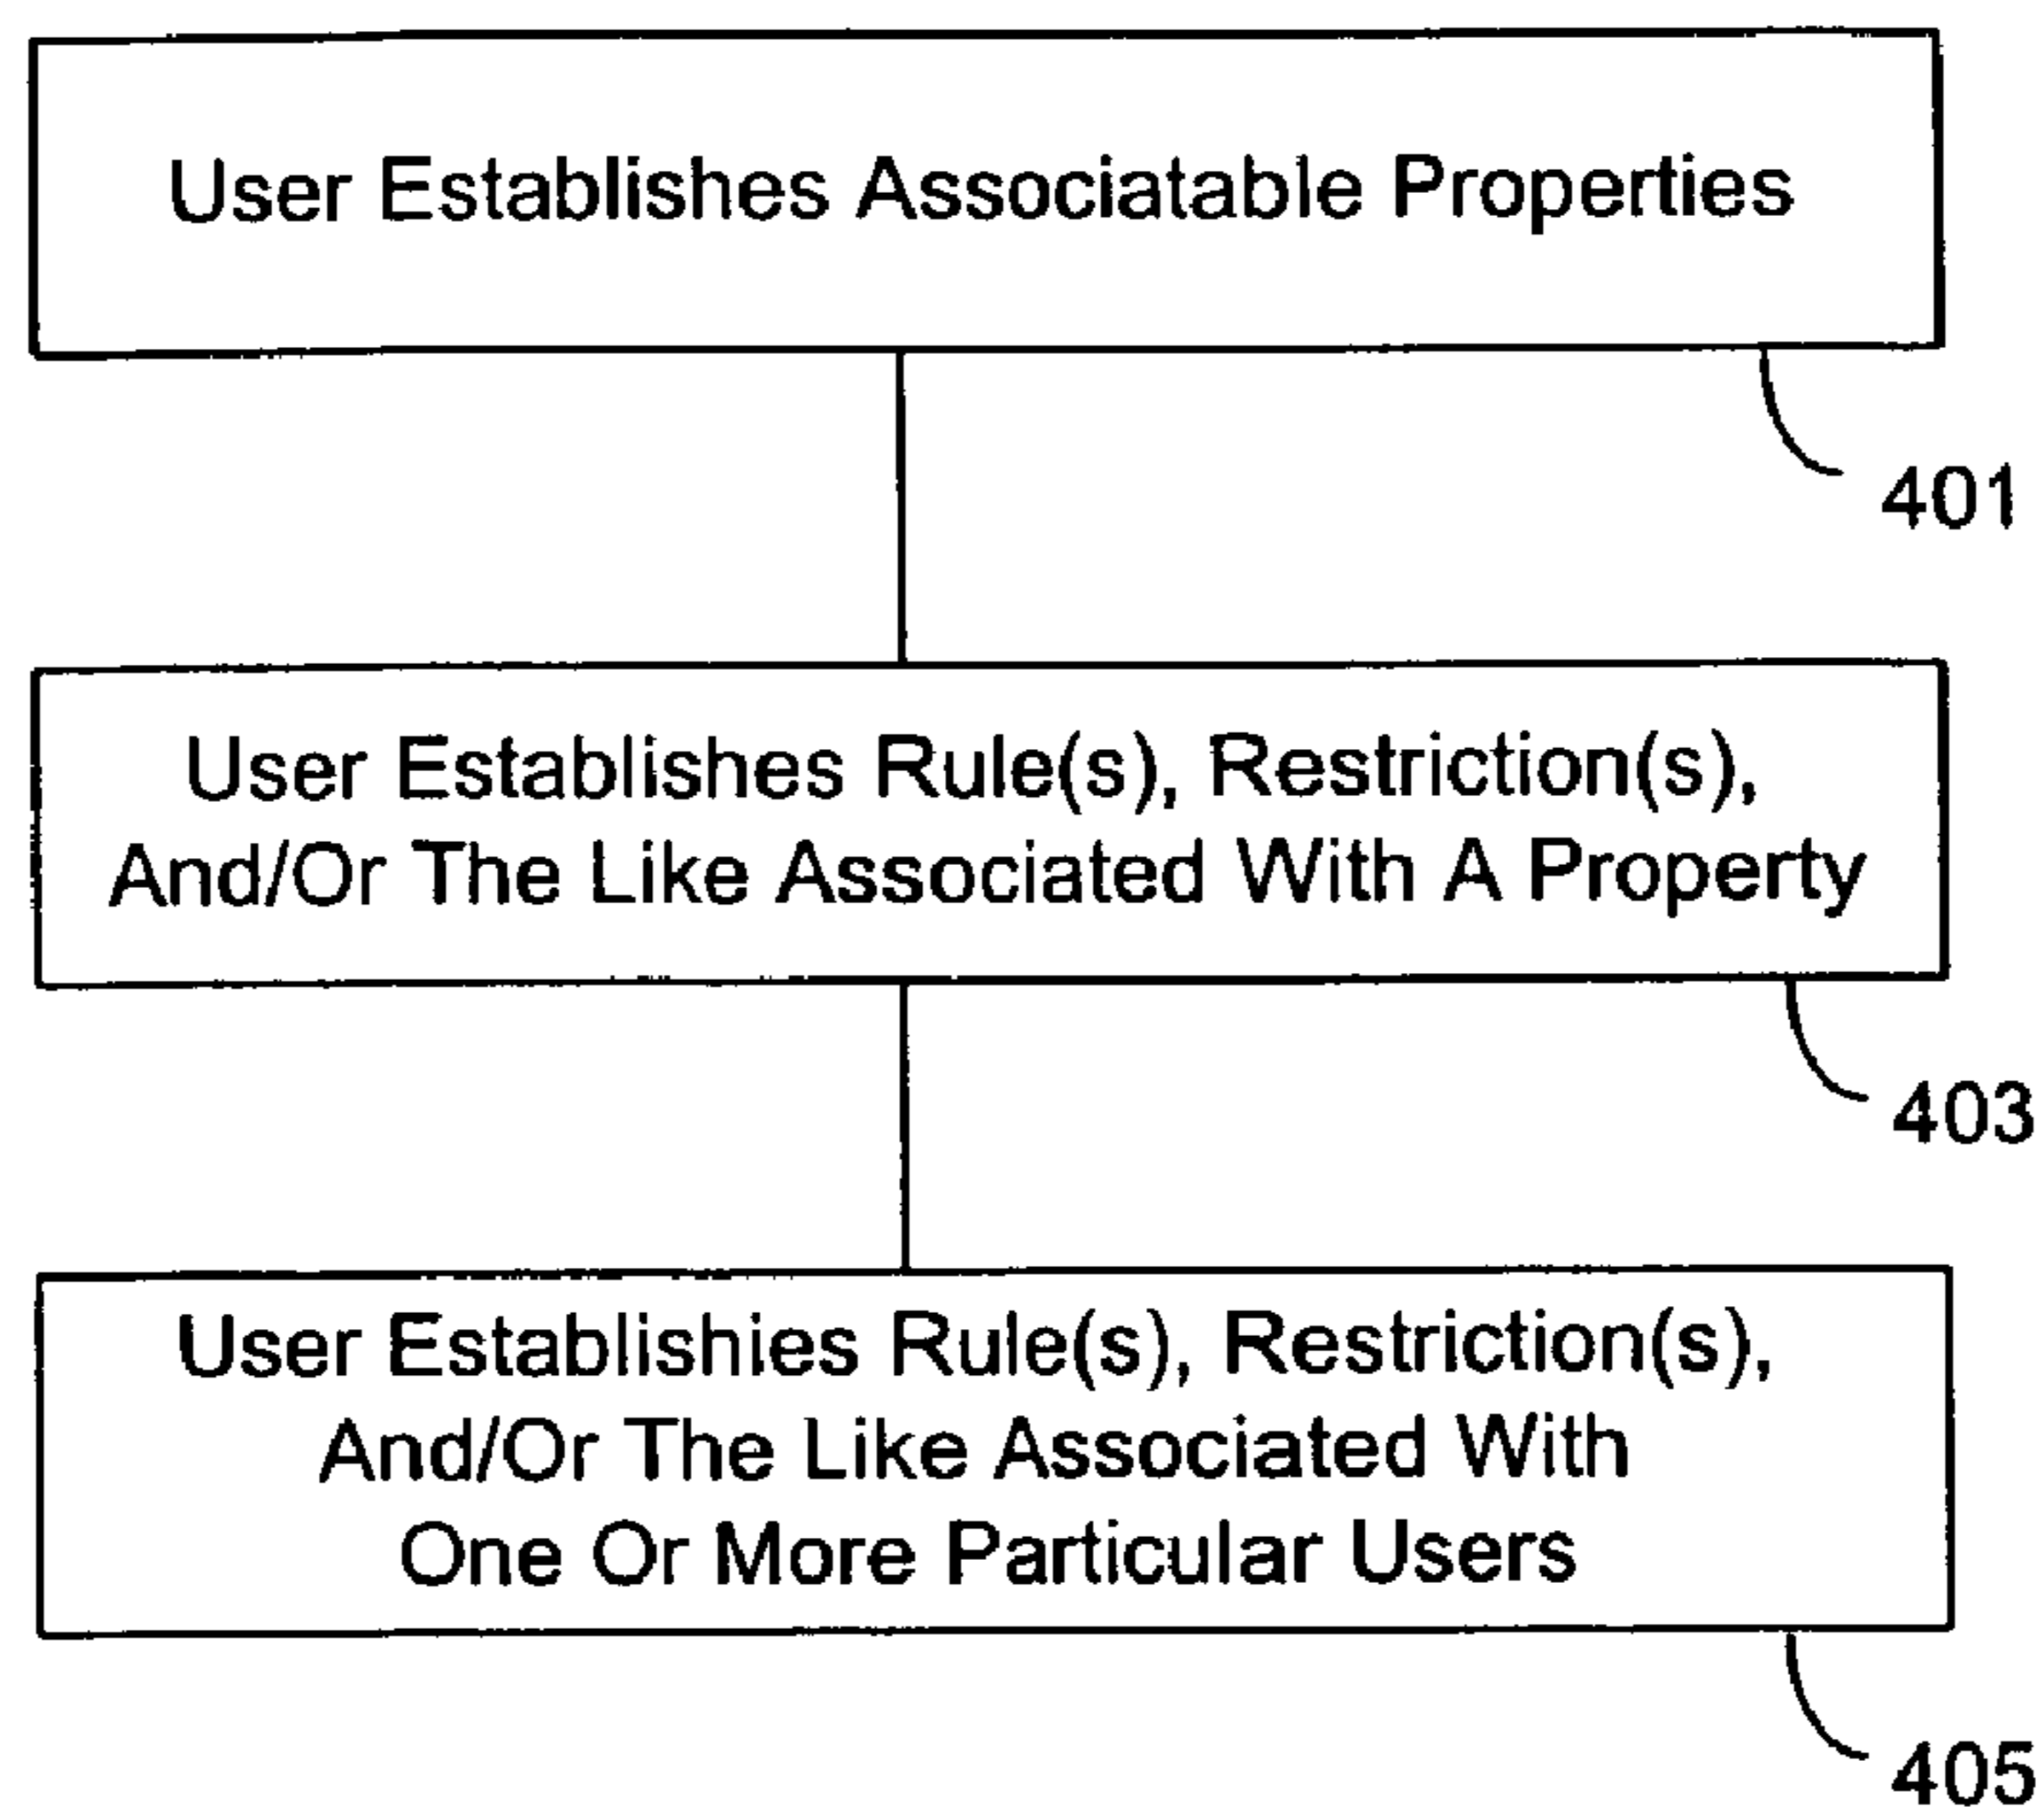 User Establishes Associatable Properties
401
User Establishes Rule(s), Restriction(s),
And/Or The Like Associated With A Property
403
User Establishies Rule(s), Restriction(s),
And/Or The Like Associated With
One Or More Particular Users
405